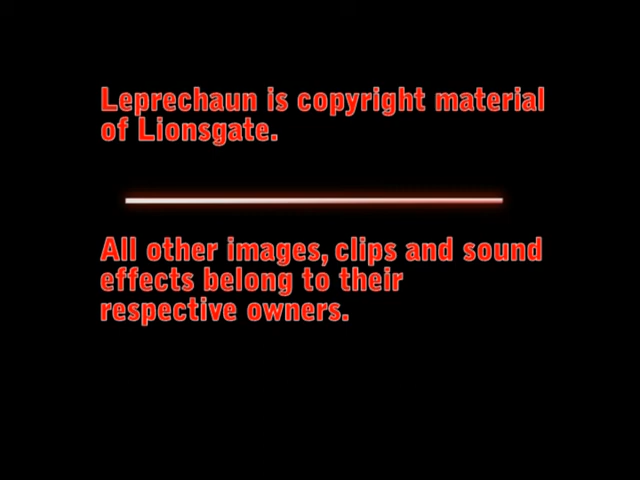 Leprechaun is copyright material
of Lionsgate.
All other images, clips and sound
effects belong to their
respective owners.